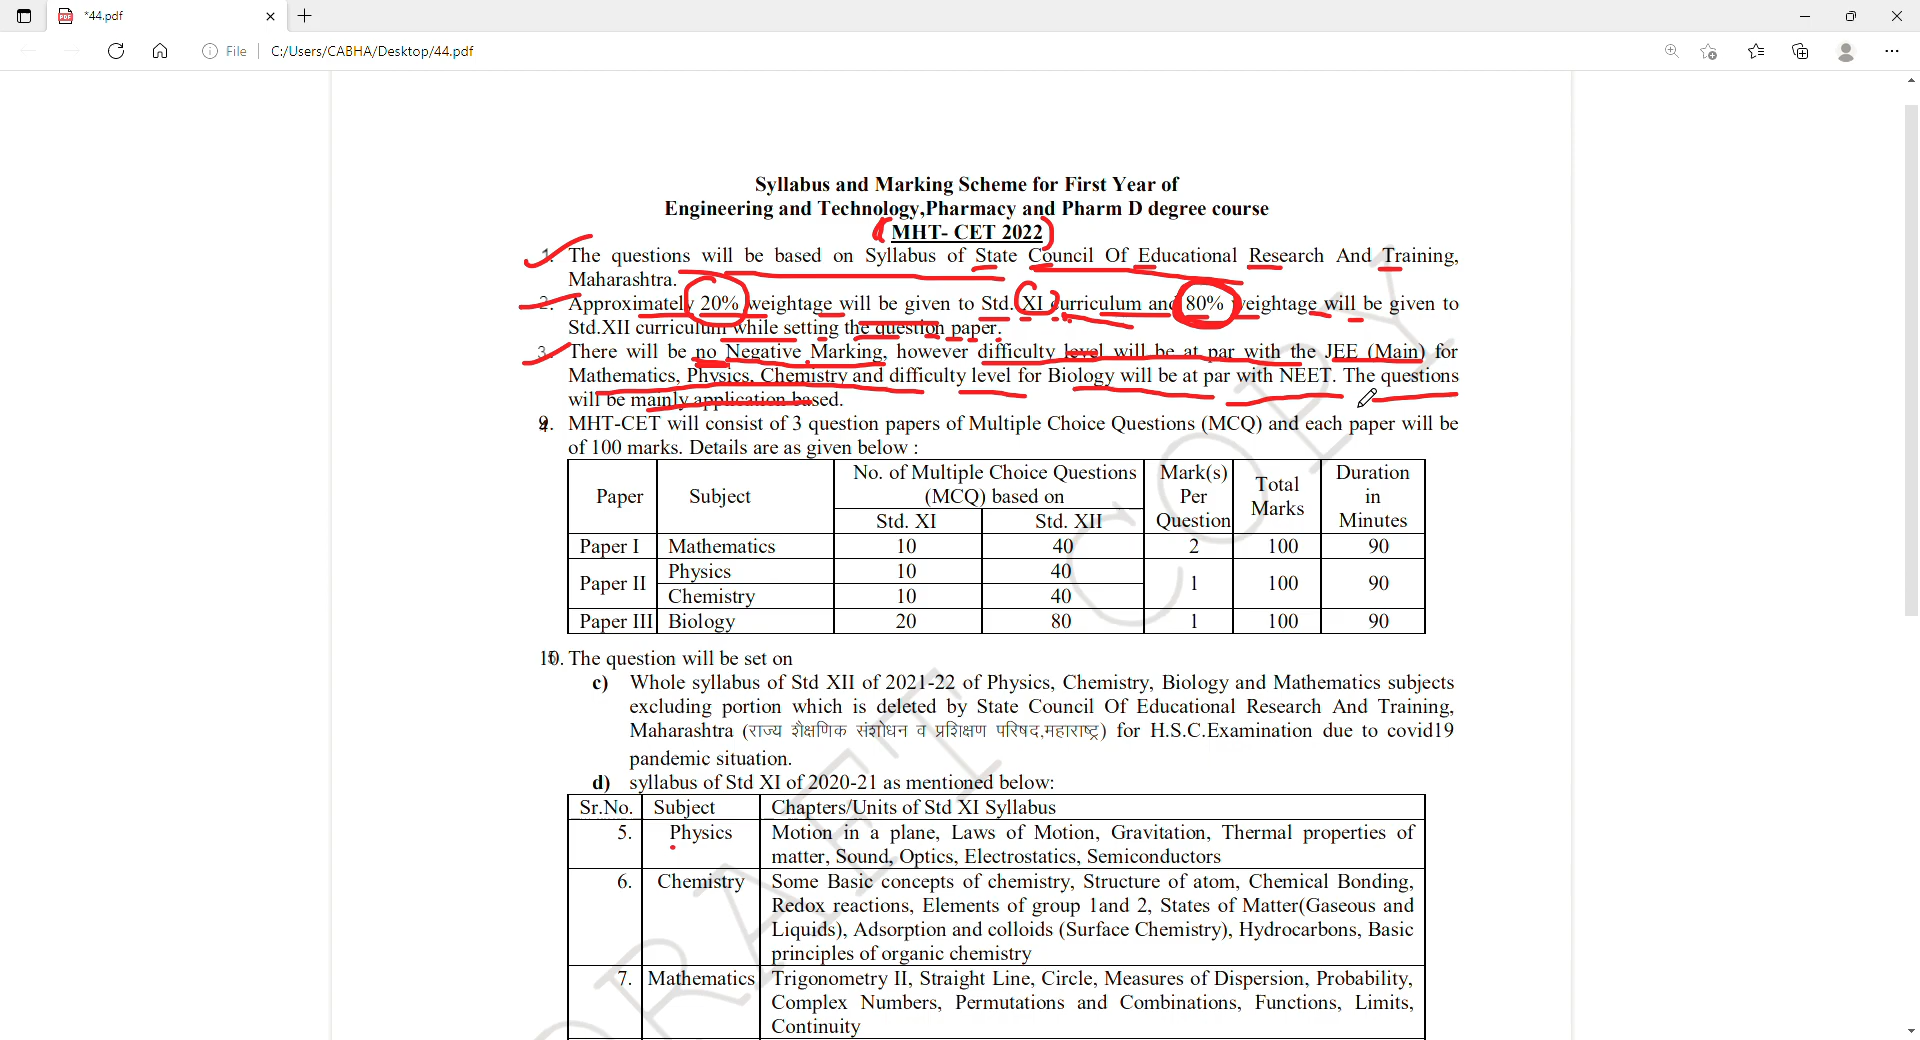 *44.pdf
File
C:/Users/CABHA/Desktop/44.pdf
Syllabus and Marking Scheme for First Year of
Engineering and Technology,Pharmacy and Pharm D degree course
MHT- CET 2022
1. The questions will be based on Syllabus of State Council Of Educational Research And Training,
Maharashtra.
2. Approximately 20% weightage will be given to Std. XI curriculum and 80% weightage will be given to
Std.XII curriculum while setting the question paper.
3. There will be no Negative Marking, however difficulty level will be at par with the JEE (Main) for
Mathematics, Physics, Chemistry and difficulty level for Biology will be at par with NEET. The questions
will be mainly application based.
MHT-CET will consist of 3 question papers of Multiple Choice Questions (MCQ) and each paper will be
of 100 marks. Details are as given below :
Paper Subject No. of Multiple Choice Questions (MCQ) based on Mark(s) Per Question Total Marks Duration in Minutes
Std. XI Std. XII
Paper I Mathematics 10 40 2 100 90
Paper II Physics 10 40 1 100 90
Chemistry 10 40
Paper III Biology 20 80 1 100 90
The question will be set on
c) Whole syllabus of Std XII of 2021-22 of Physics, Chemistry, Biology and Mathematics subjects
excluding portion which is deleted by State Council Of Educational Research And Training,
Maharashtra (राज्य शैक्षणिक संशोधन व प्रशिक्षण परिषद,महाराष्ट्र) for H.S.C.Examination due to covid19
pandemic situation.
d) syllabus of Std XI of 2020-21 as mentioned below:
Sr.No. Subject Chapters/Units of Std XI Syllabus
5. Physics Motion in a plane, Laws of Motion, Gravitation, Thermal properties of
matter, Sound, Optics, Electrostatics, Semiconductors
6. Chemistry Some Basic concepts of chemistry, Structure of atom, Chemical Bonding,
Redox reactions, Elements of group 1and 2, States of Matter(Gaseous and
Liquids), Adsorption and colloids (Surface Chemistry), Hydrocarbons, Basic
principles of organic chemistry
7. Mathematics Trigonometry II, Straight Line, Circle, Measures of Dispersion, Probability,
Complex Numbers, Permutations and Combinations, Functions, Limits,
Continuity
DRAFT COPY